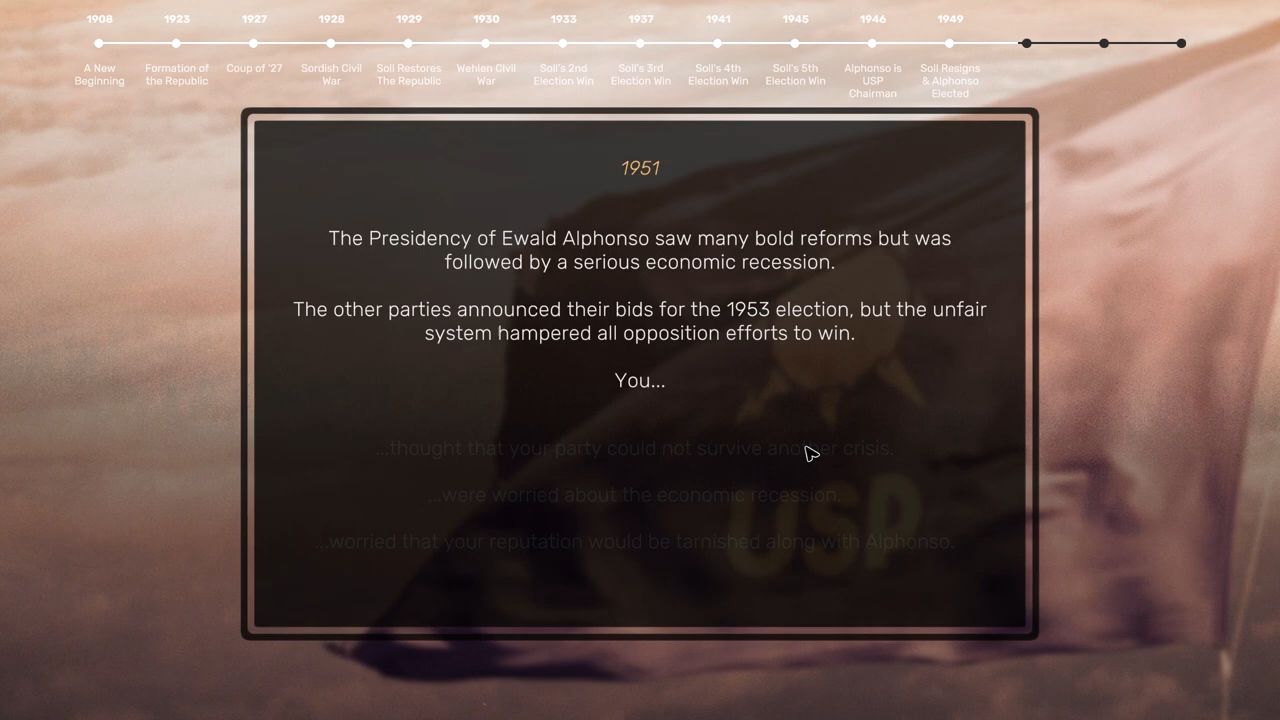 1908 1923 1927 1928 1929 1930 1933 1937 1941 1945 1946 1949
A New Beginning
Formation of the Republic
Coup of '27
Sordish Civil War
Soll Restores The Republic
Wehlen Civil War
Soll's 2nd Election Win
Soll's 3rd Election Win
Soll's 4th Election Win
Soll's 5th Election Win
Alphonso is USP Chairman
Soll Resigns & Alphonso Elected
1951
The Presidency of Ewald Alphonso saw many bold reforms but was
followed by a serious economic recession.
The other parties announced their bids for the 1953 election, but the unfair
system hampered all opposition efforts to win.
You...
...thought that your party could not survive another crisis.
...were worried about the economic recession.
...worried that your reputation would be tarnished along with Alphonso.
USP